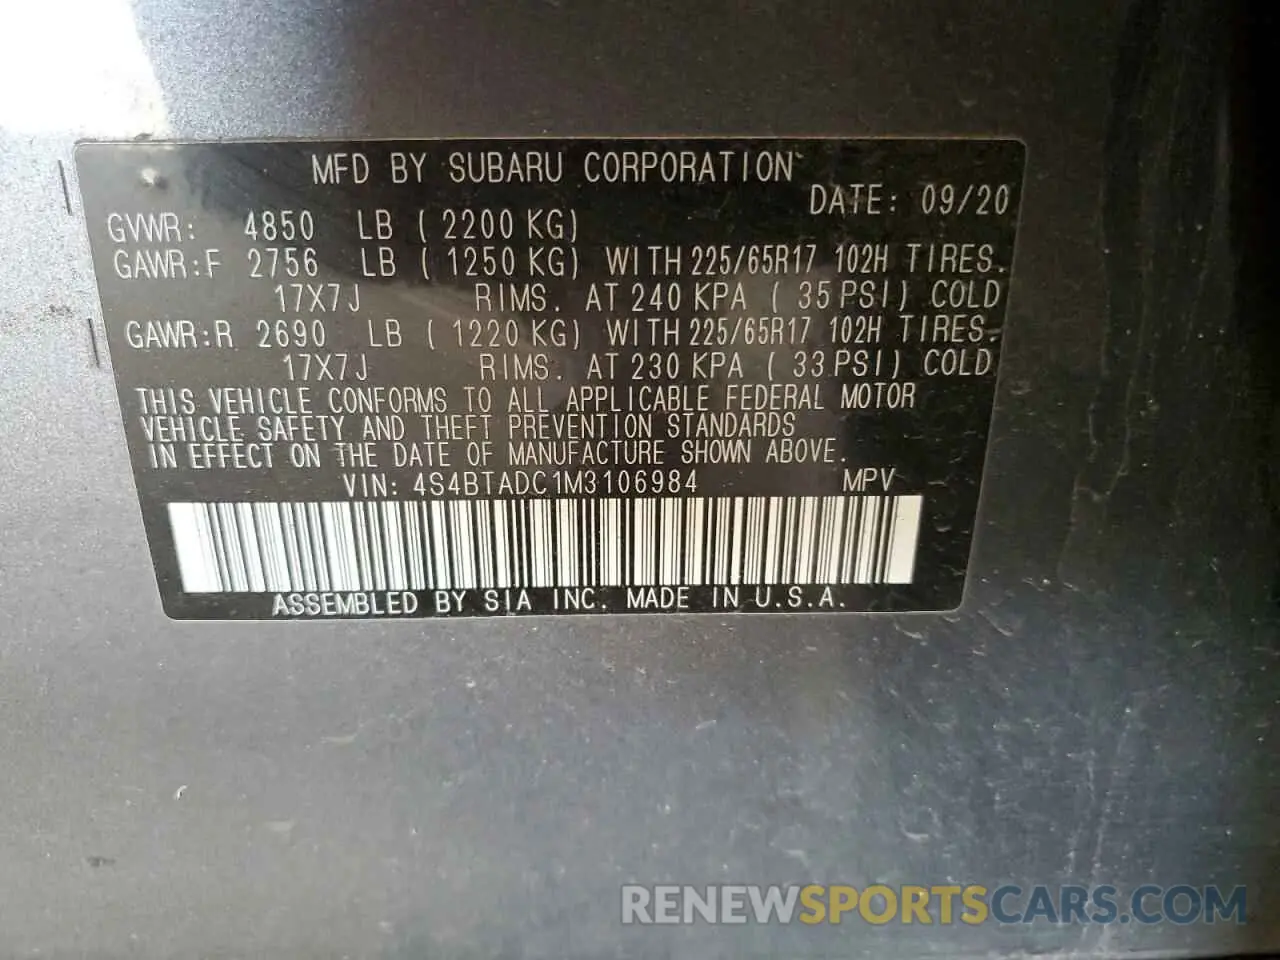 MFD BY SUBARU CORPORATION
DATE: 09/20
GVWR: 4850 LB ( 2200 KG)
GAWR:F 2756 LB ( 1250 KG) WITH 225/65R17 102H TIRES.
17X7J RIMS. AT 240 KPA ( 35 PSI) COLD
GAWR:R 2690 LB ( 1220 KG) WITH 225/65R17 102H TIRES.
17X7J RIMS. AT 230 KPA ( 33 PSI) COLD
THIS VEHICLE CONFORMS TO ALL APPLICABLE FEDERAL MOTOR
VEHICLE SAFETY AND THEFT PREVENTION STANDARDS
IN EFFECT ON THE DATE OF MANUFACTURE SHOWN ABOVE.
VIN: 4S4BTADC1M3106984 MPV
ASSEMBLED BY SIA INC. MADE IN U.S.A.
RENEWSPORTSCARS.COM